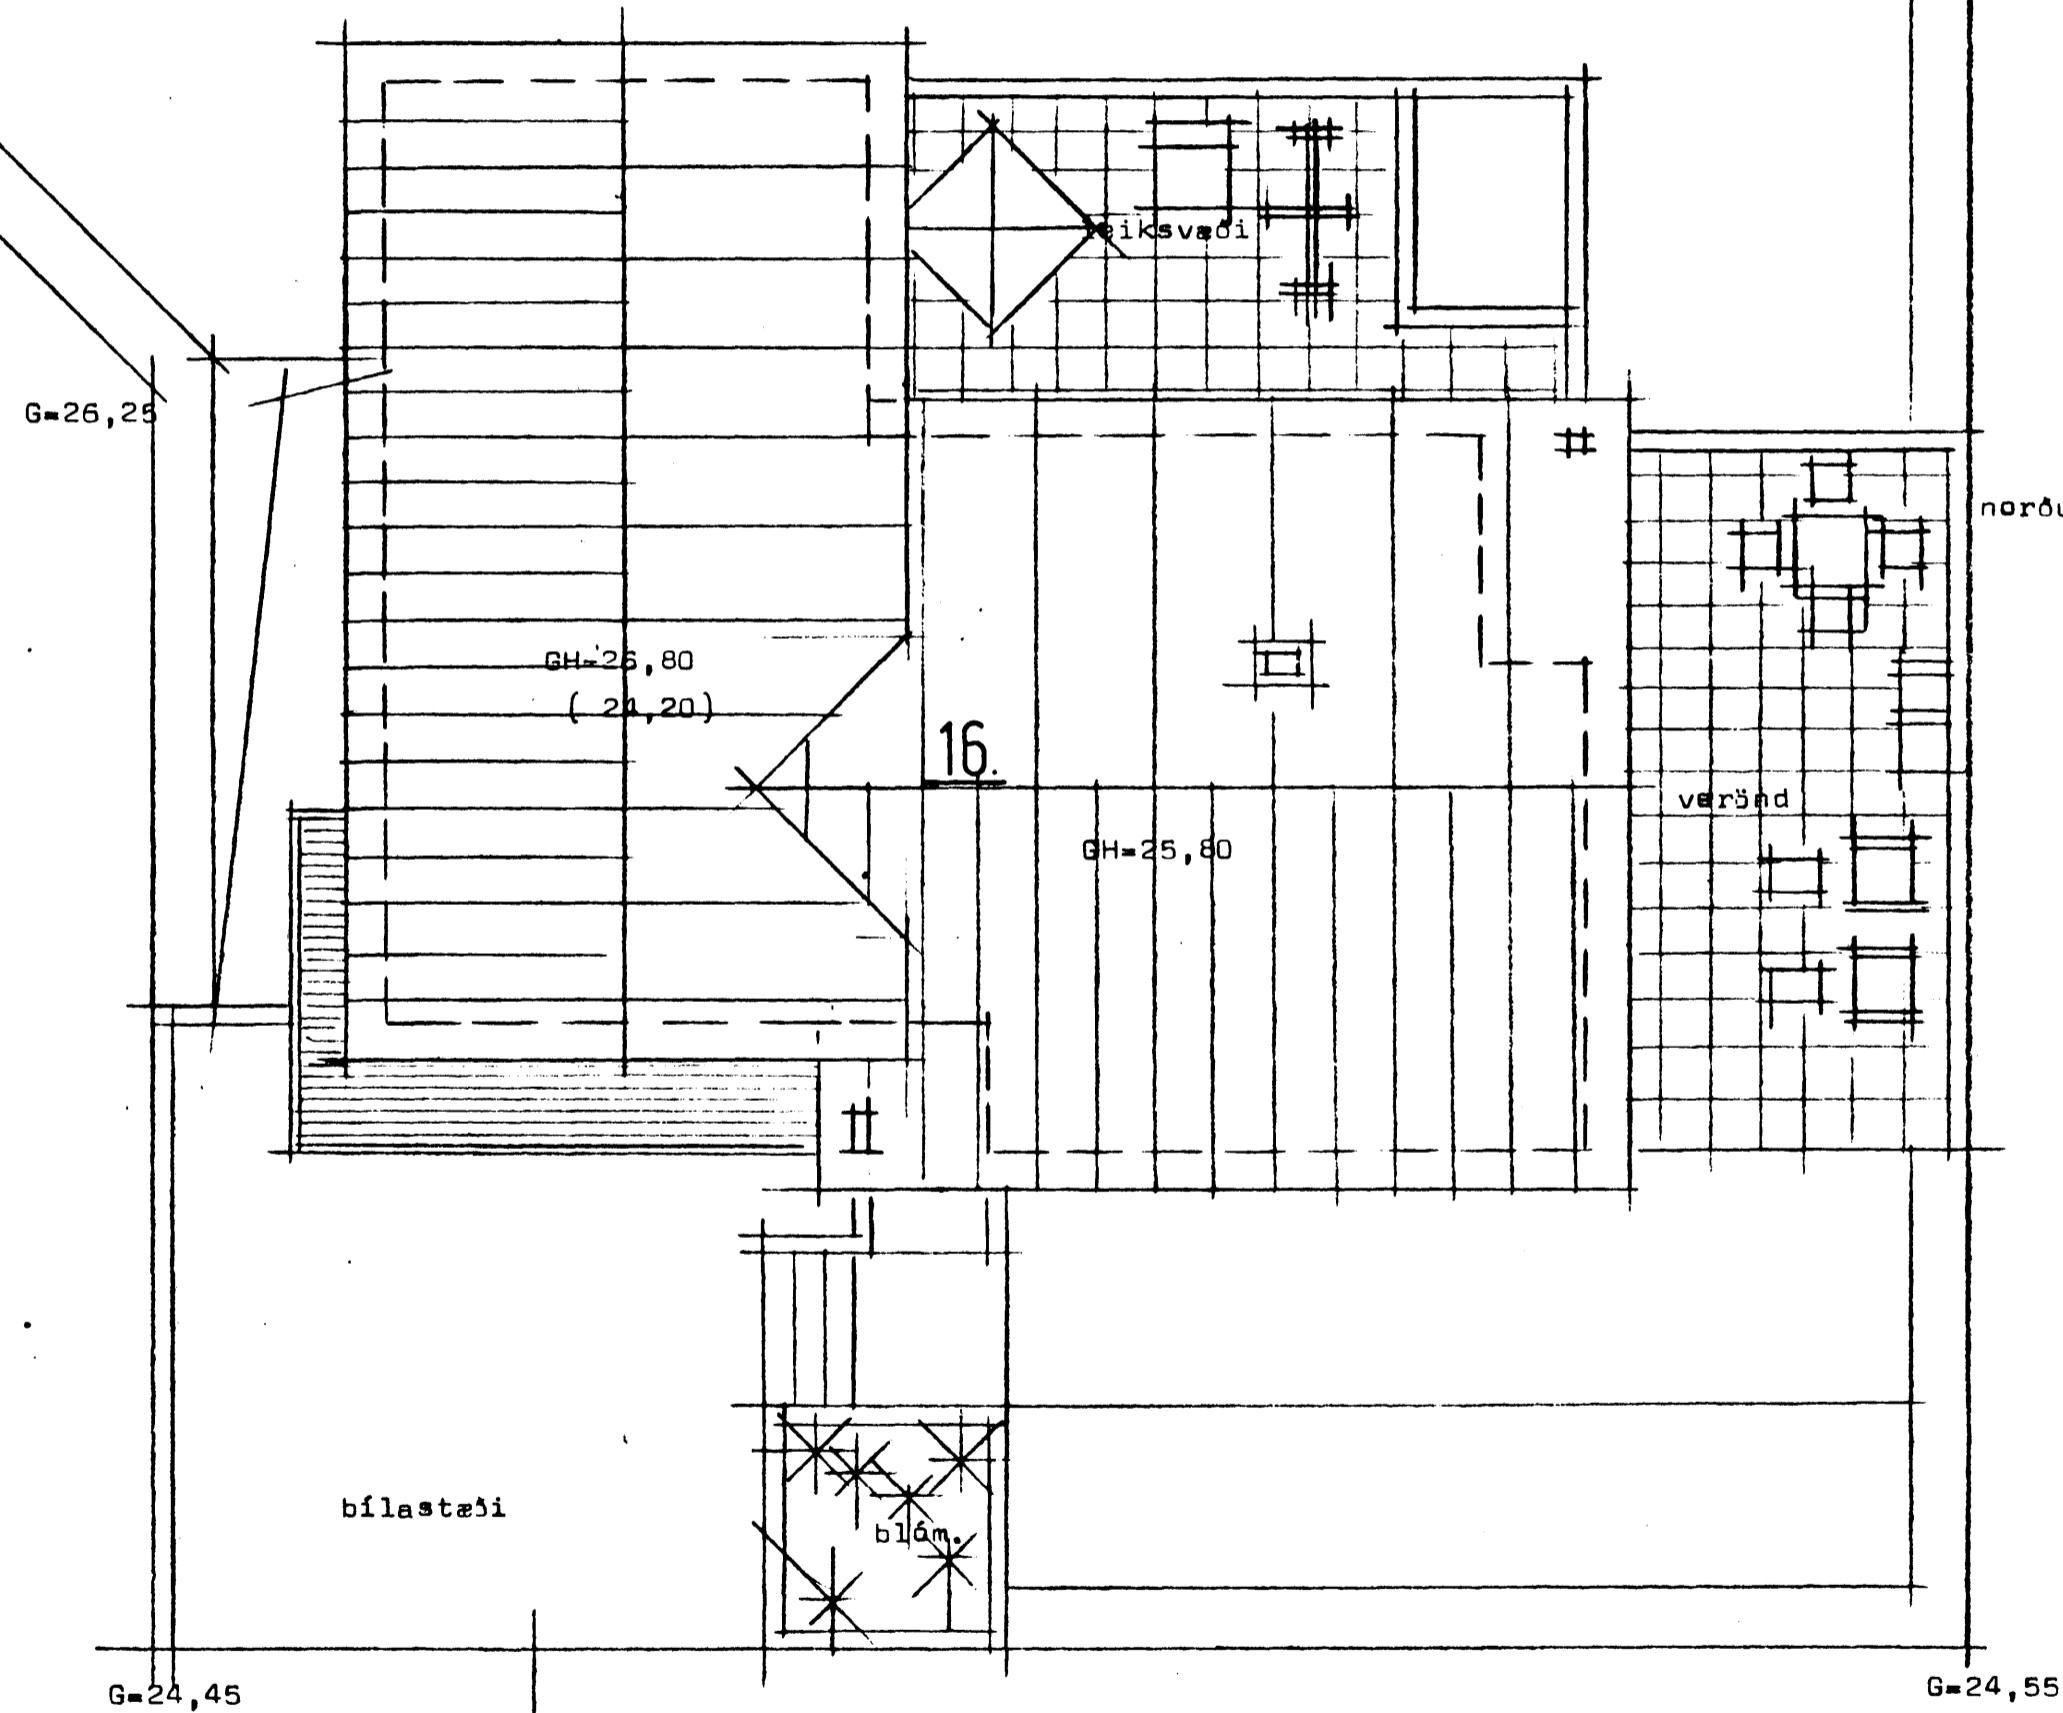 leiksvæði
G=26,25
norðu
GH=26,80
( 24,20)
16.
verönd
GH=25,80
bílastæði
blóm.
G=24,45
G=24,55